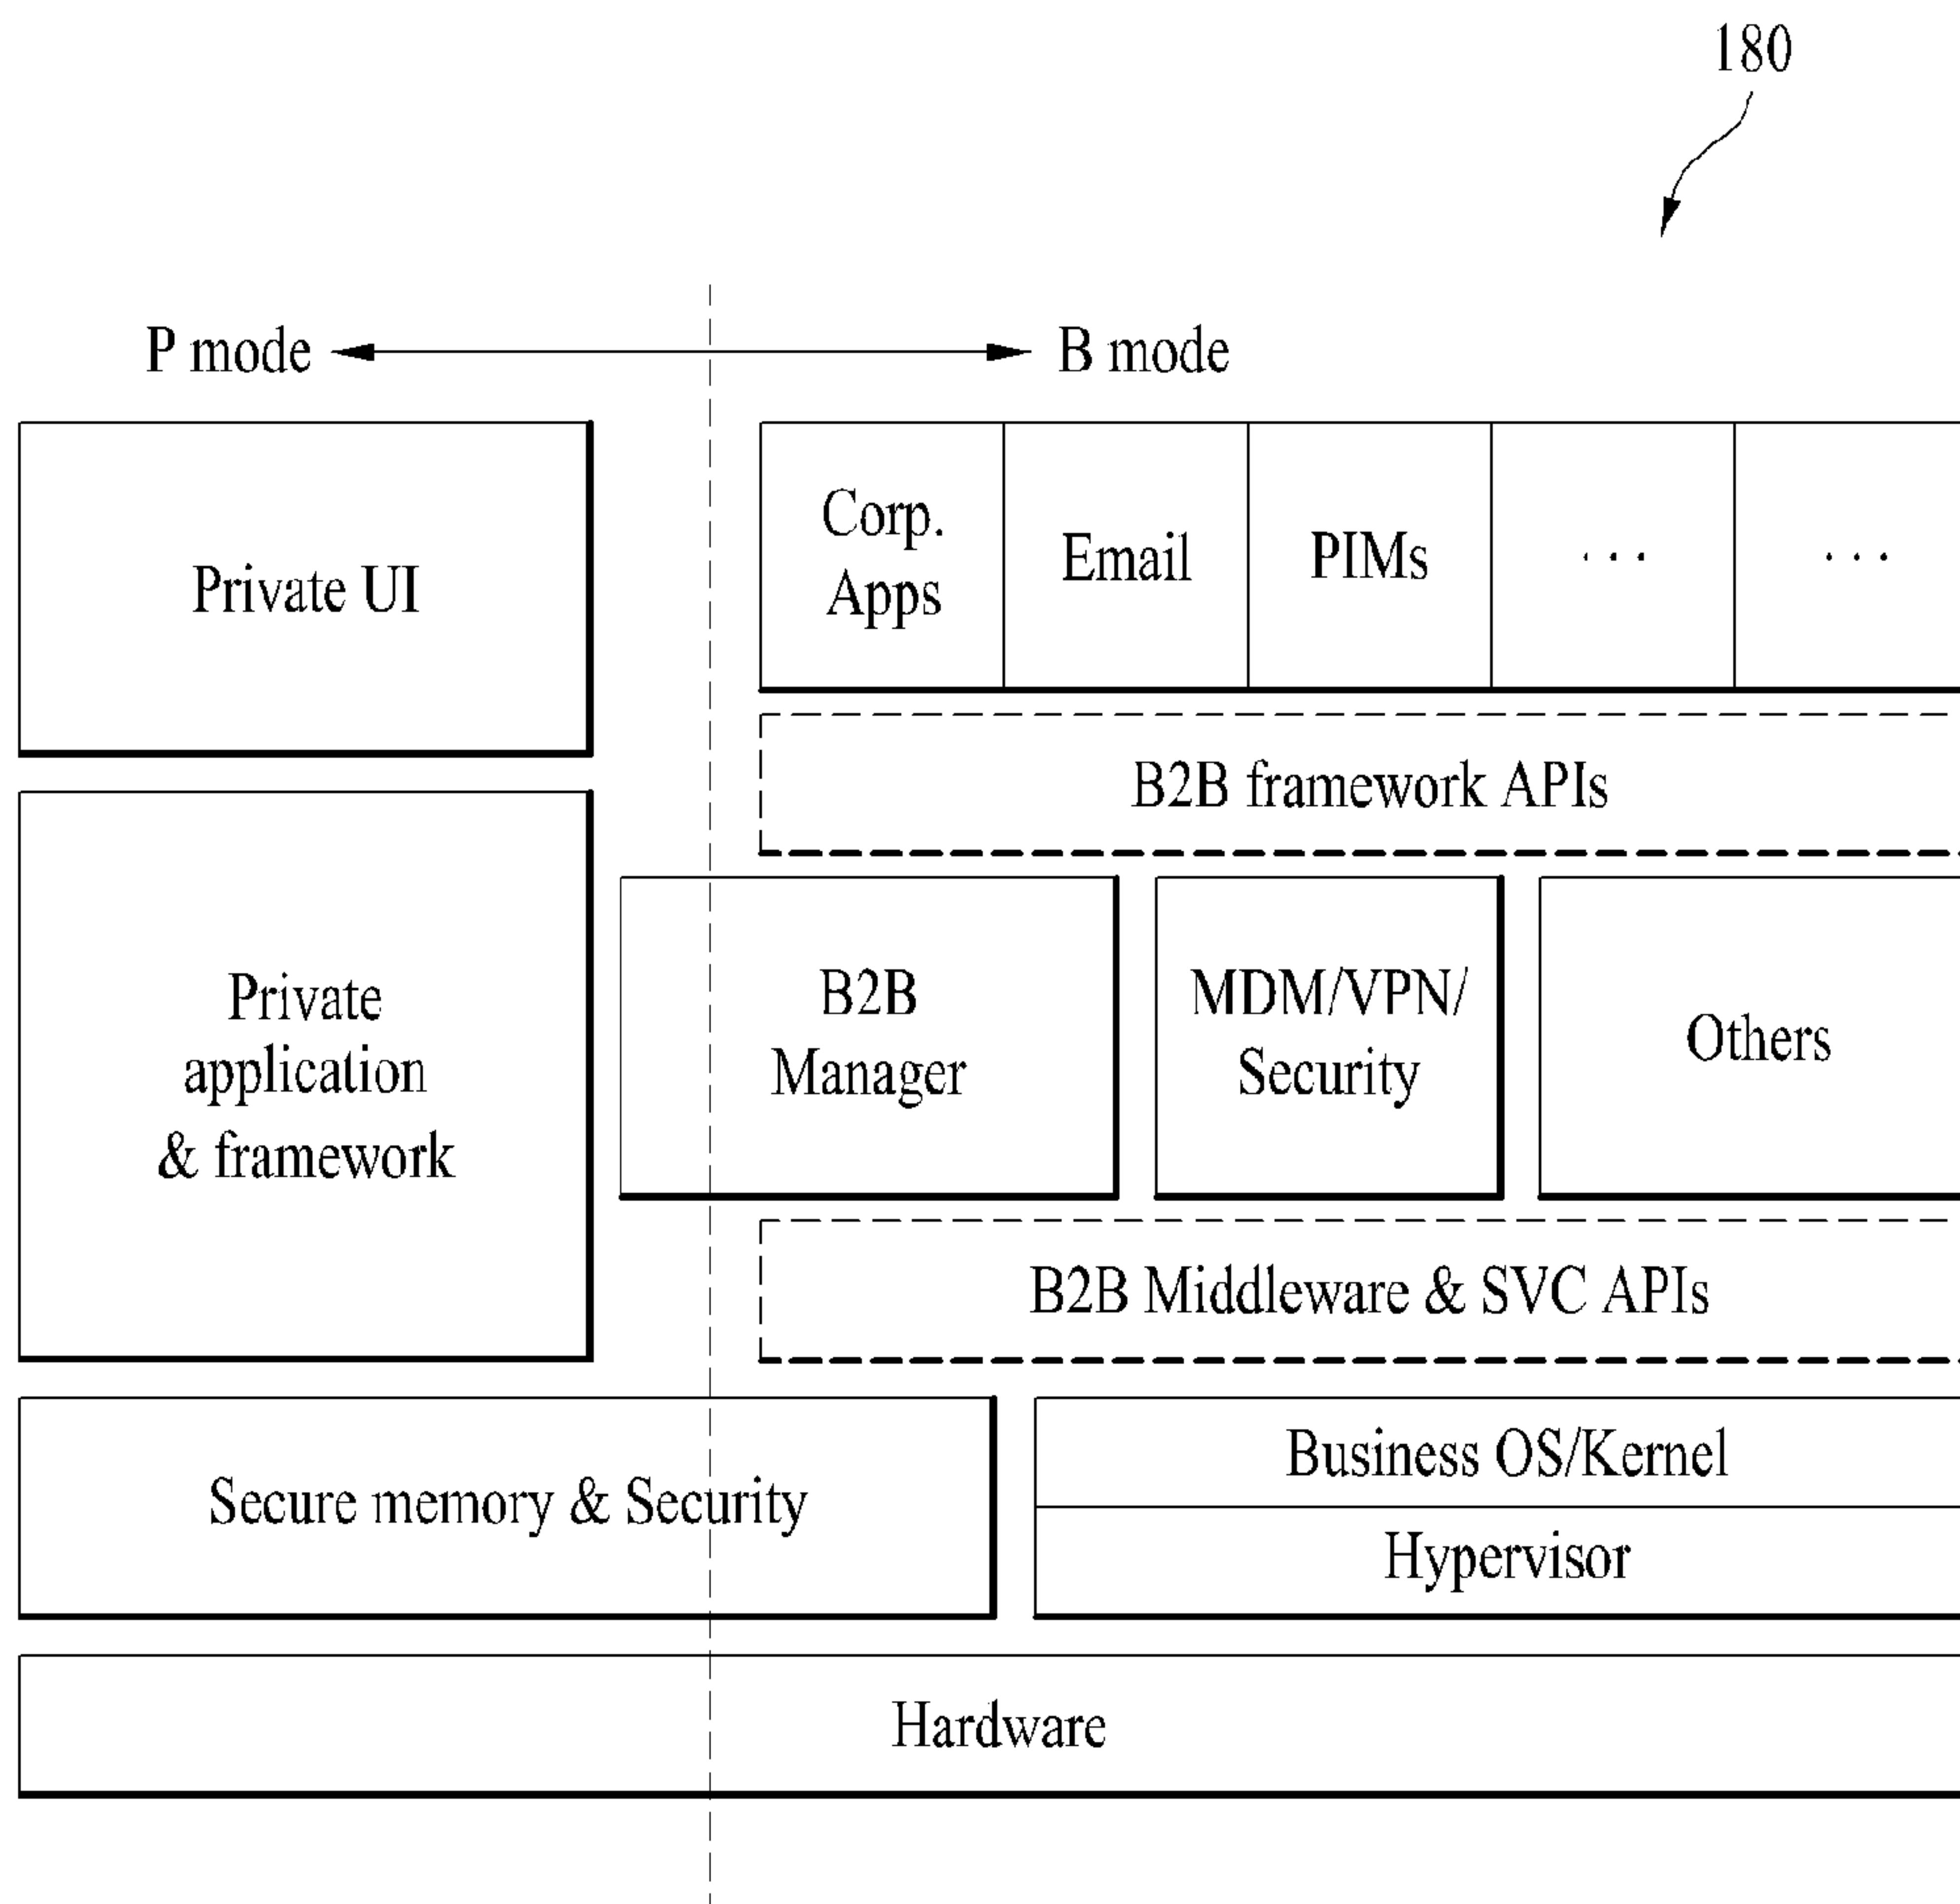 180
P mode
B mode
Private UI
Corp.
Apps
Email
PIMs
...
...
B2B framework APIs
Private
application
& framework
B2B
Manager
MDM/VPN/
Security
Others
B2B Middleware & SVC APIs
Secure memory & Security
Business OS/Kernel
Hypervisor
Hardware